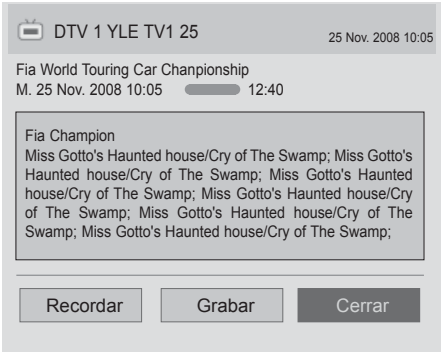 DTV 1 YLE TV1 25
25 Nov. 2008 10:05
Fia World Touring Car Chanpionship
M. 25 Nov. 2008 10:05 12:40
Fia Champion
Miss Gotto's Haunted house/Cry of The Swamp; Miss Gotto's
Haunted house/Cry of The Swamp; Miss Gotto's Haunted
house/Cry of The Swamp; Miss Gotto's Haunted house/Cry
of The Swamp; Miss Gotto's Haunted house/Cry of The
Swamp; Miss Gotto's Haunted house/Cry of The Swamp;
Recordar Grabar Cerrar